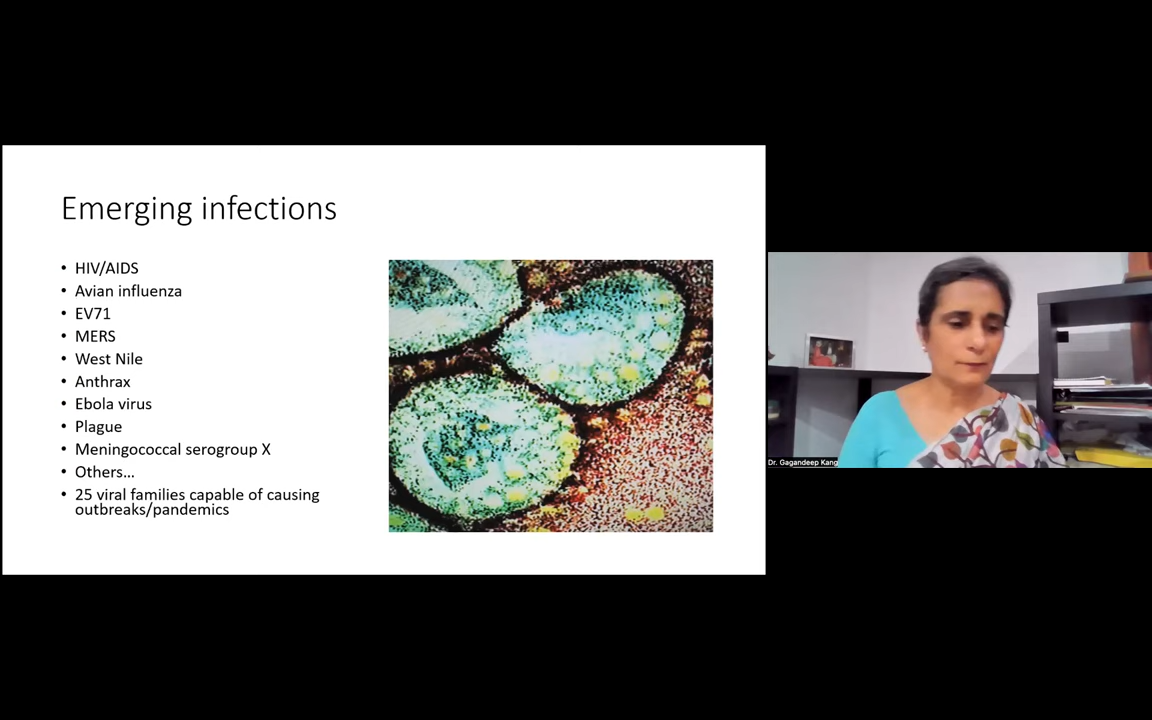 Emerging infections
• HIV/AIDS
• Avian influenza
• EV71
• MERS
• West Nile
• Anthrax
• Ebola virus
• Plague
• Meningococcal serogroup X
• Others...
• 25 viral families capable of causing
outbreaks/pandemics
Dr. Gagandeep Kang